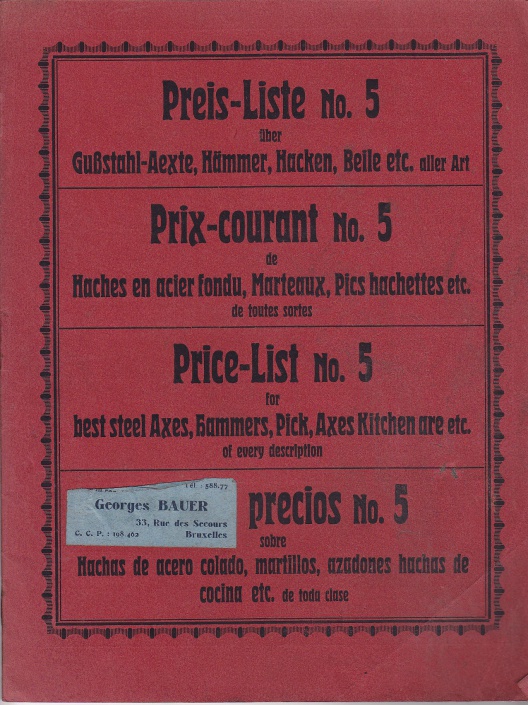 Preis-Liste No. 5
über
Gußstahl-Aexte, Hämmer, Hacken, Beile etc. aller Art
Prix-courant No. 5
de
Haches en acier fondu, Marteaux, Pics hachettes etc.
de toutes sortes
Price-List No. 5
for
best steel Axes, Hammers, Pick, Axes Kitchen are etc.
of every description
Tel : 588.77
Georges BAUER
33, Rue des Secours
C. C. P. : 198.462 Bruxelles
precios No. 5
sobre
Hachas de acero colado, martillos, azadones hachas de
cocina etc. de toda clase